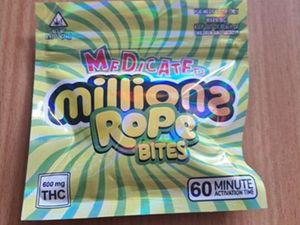 MEDICATED
millions
Rope
BITES
600 mg
THC
60 MINUTE
ACTIVATION TIME